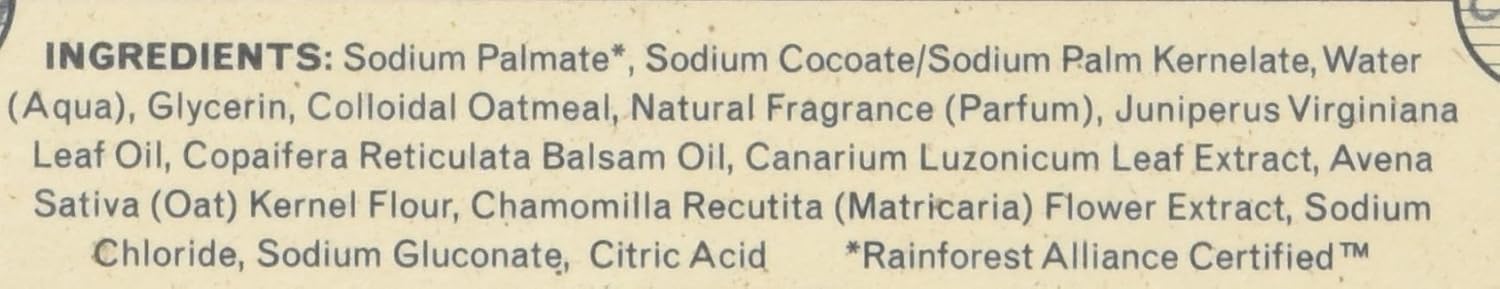 INGREDIENTS: Sodium Palmate*, Sodium Cocoate/Sodium Palm Kernelate, Water
(Aqua), Glycerin, Colloidal Oatmeal, Natural Fragrance (Parfum), Juniperus Virginiana
Leaf Oil, Copaifera Reticulata Balsam Oil, Canarium Luzonicum Leaf Extract, Avena
Sativa (Oat) Kernel Flour, Chamomilla Recutita (Matricaria) Flower Extract, Sodium
Chloride, Sodium Gluconate, Citric Acid *Rainforest Alliance Certified™